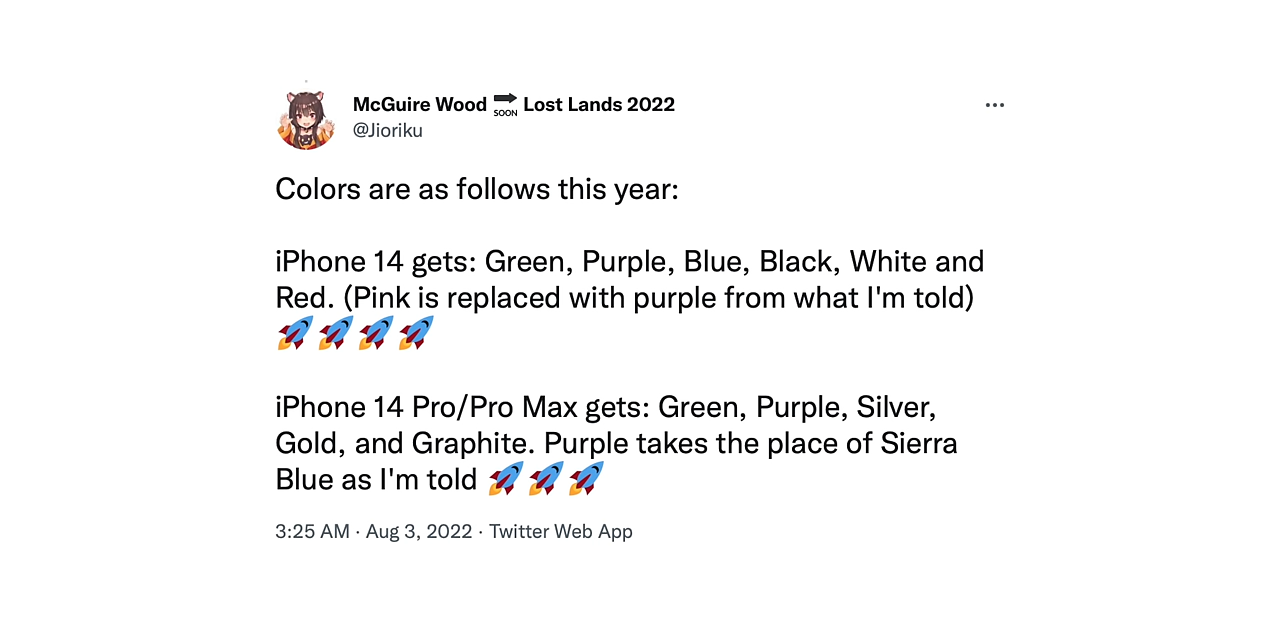 McGuire Wood 🔜 Lost Lands 2022
@Jioriku
Colors are as follows this year:
iPhone 14 gets: Green, Purple, Blue, Black, White and
Red. (Pink is replaced with purple from what I'm told)
🚀🚀🚀🚀
iPhone 14 Pro/Pro Max gets: Green, Purple, Silver,
Gold, and Graphite. Purple takes the place of Sierra
Blue as I'm told 🚀🚀🚀
3:25 AM · Aug 3, 2022 · Twitter Web App